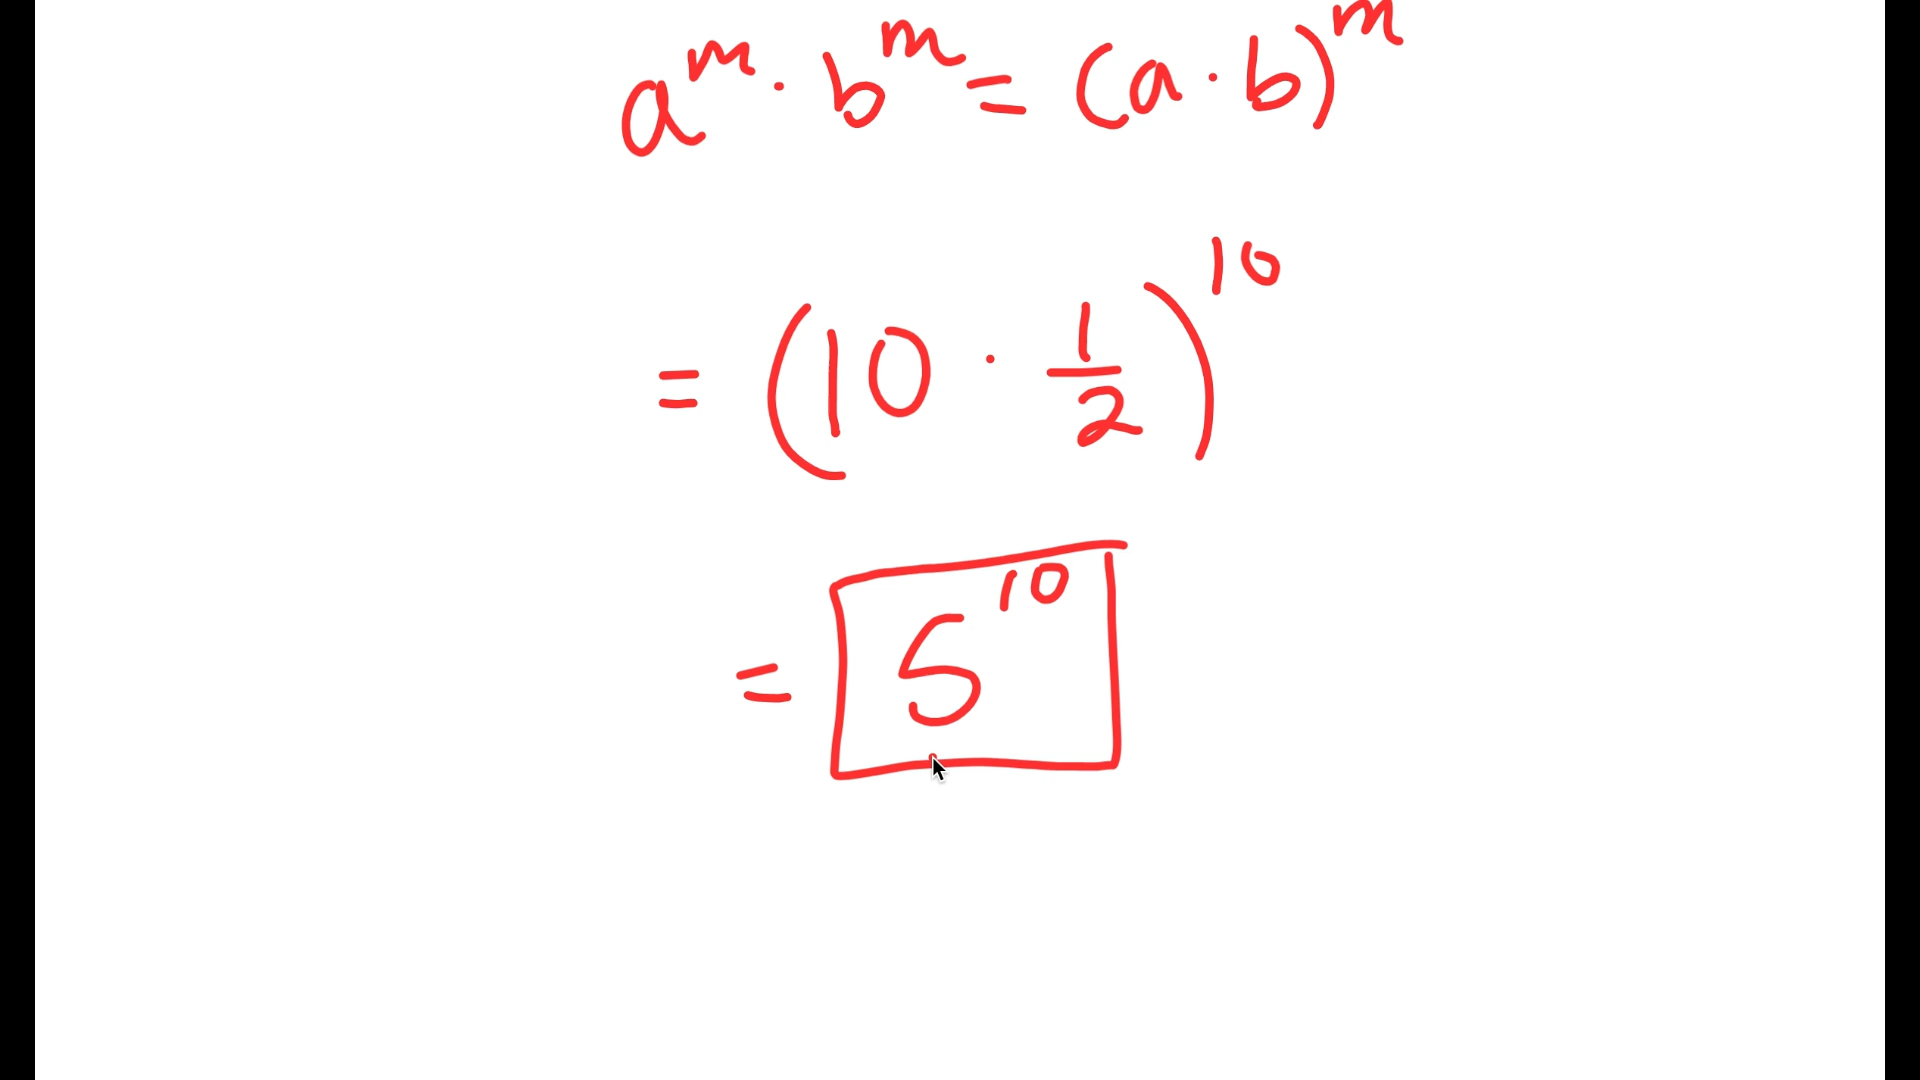 a^m · b^m = (a · b)^m
= (10 · 1/2)^10
= 5^10